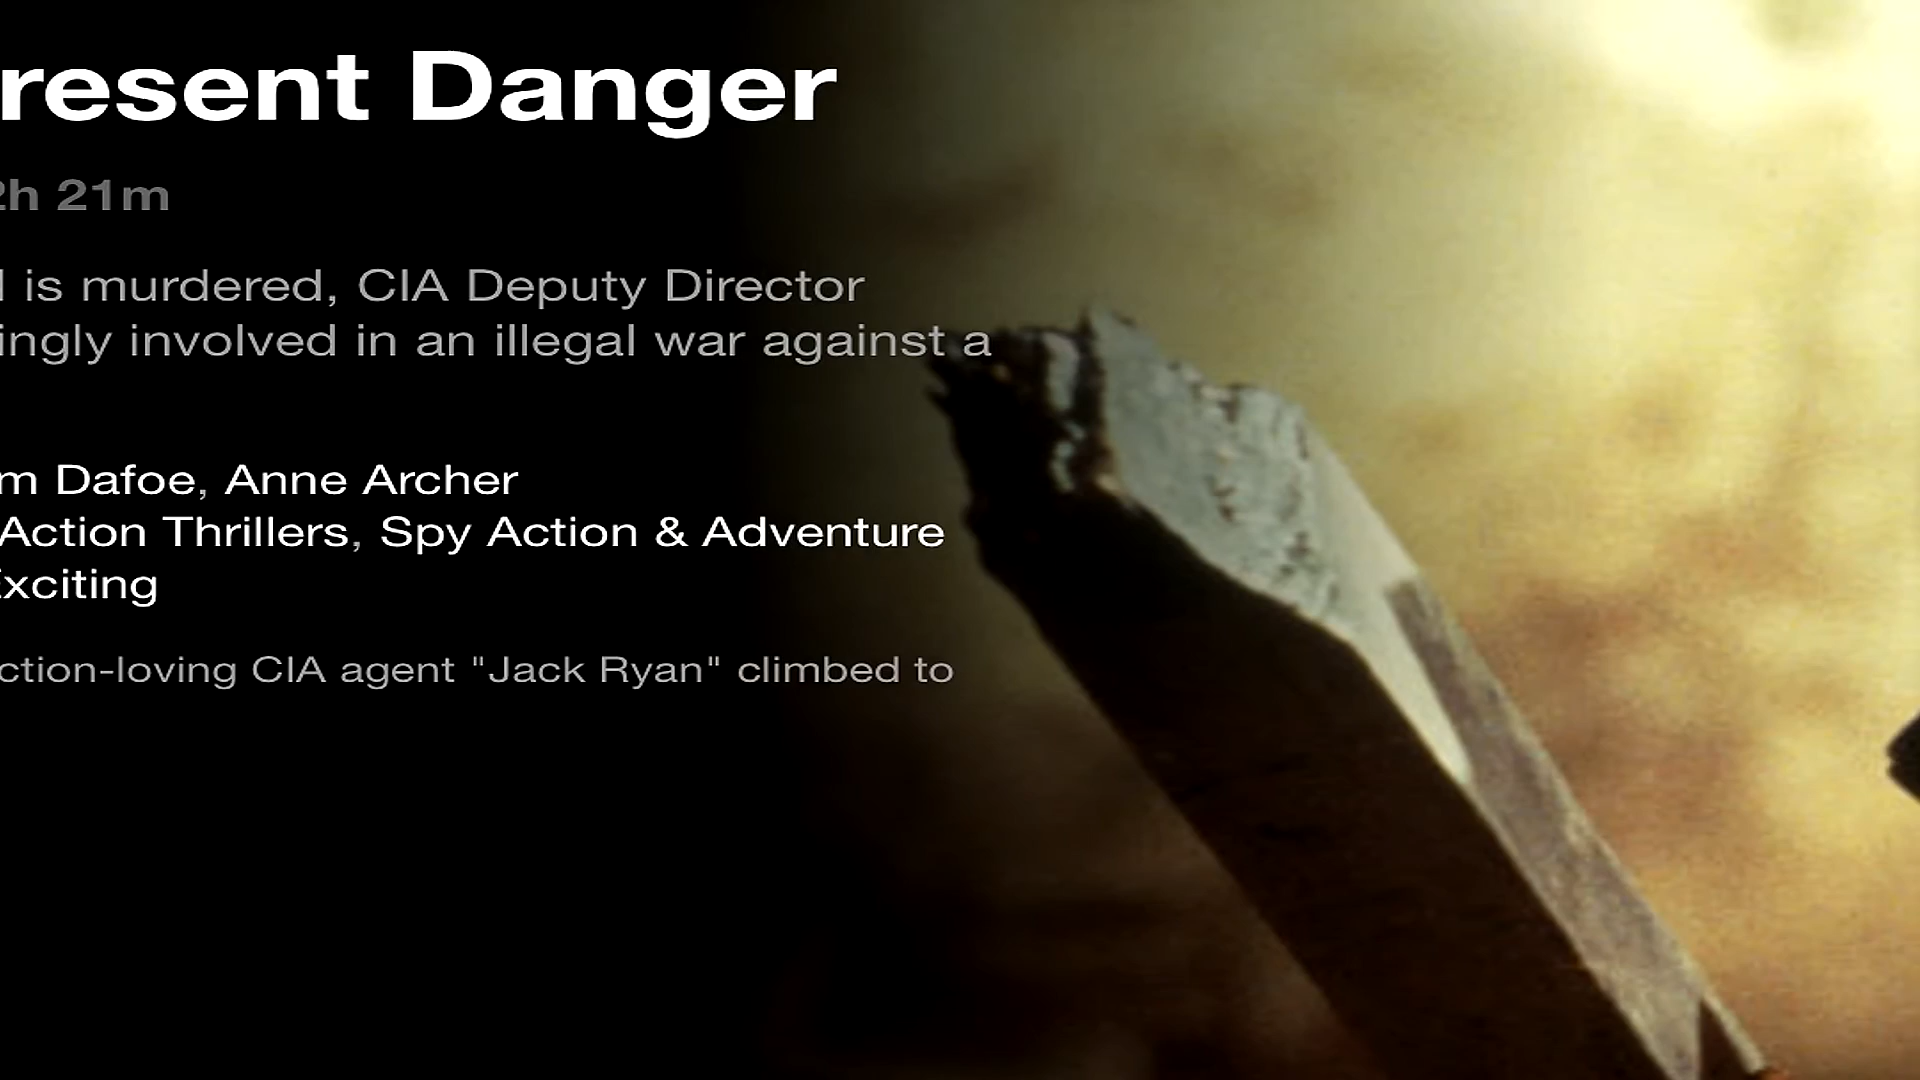 resent Danger
2h 21m
l is murdered, CIA Deputy Director
ingly involved in an illegal war against a
m Dafoe, Anne Archer
Action Thrillers, Spy Action & Adventure
Exciting
ction-loving CIA agent "Jack Ryan" climbed to